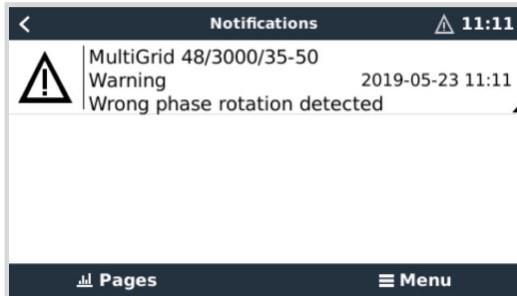 Notifications
11:11
MultiGrid 48/3000/35-50
Warning
2019-05-23 11:11
Wrong phase rotation detected
Pages
Menu